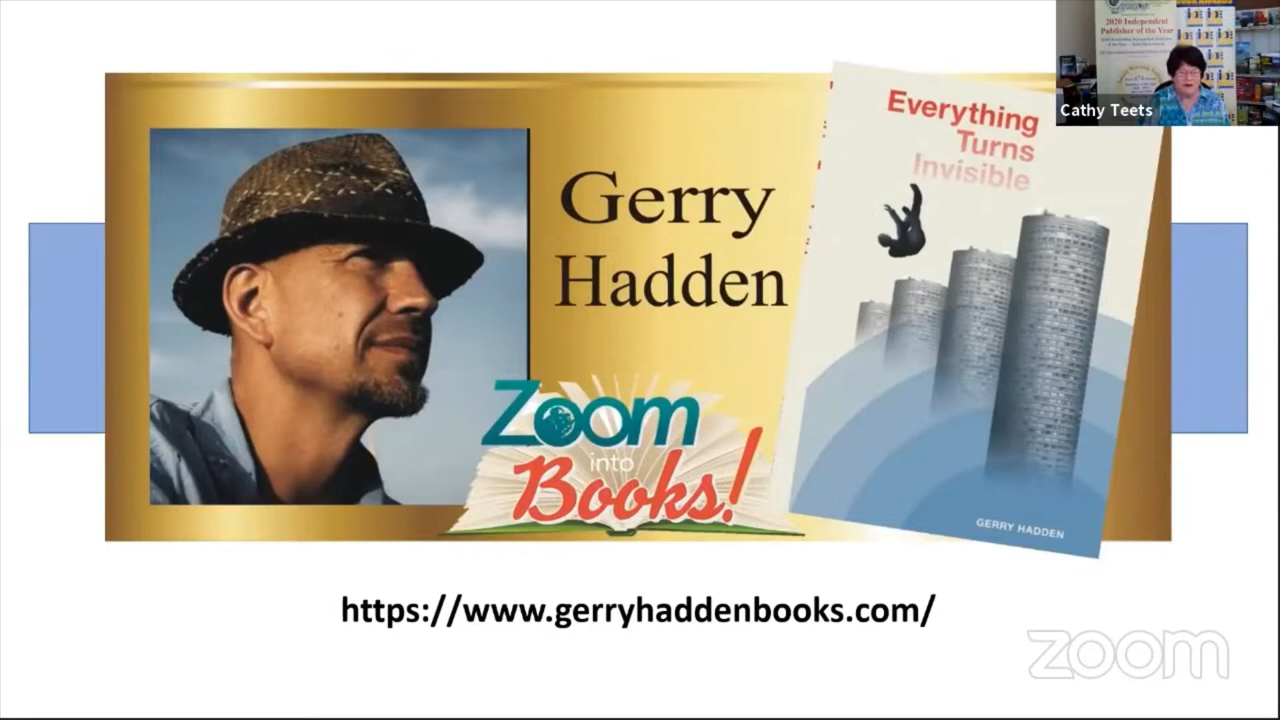 2020 Independent
Publisher of the Year
Cathy Teets
Everything
Turns
Invisible
Gerry
Hadden
Zoom
into
Books!
GERRY HADDEN
https://www.gerryhaddenbooks.com/
zoom